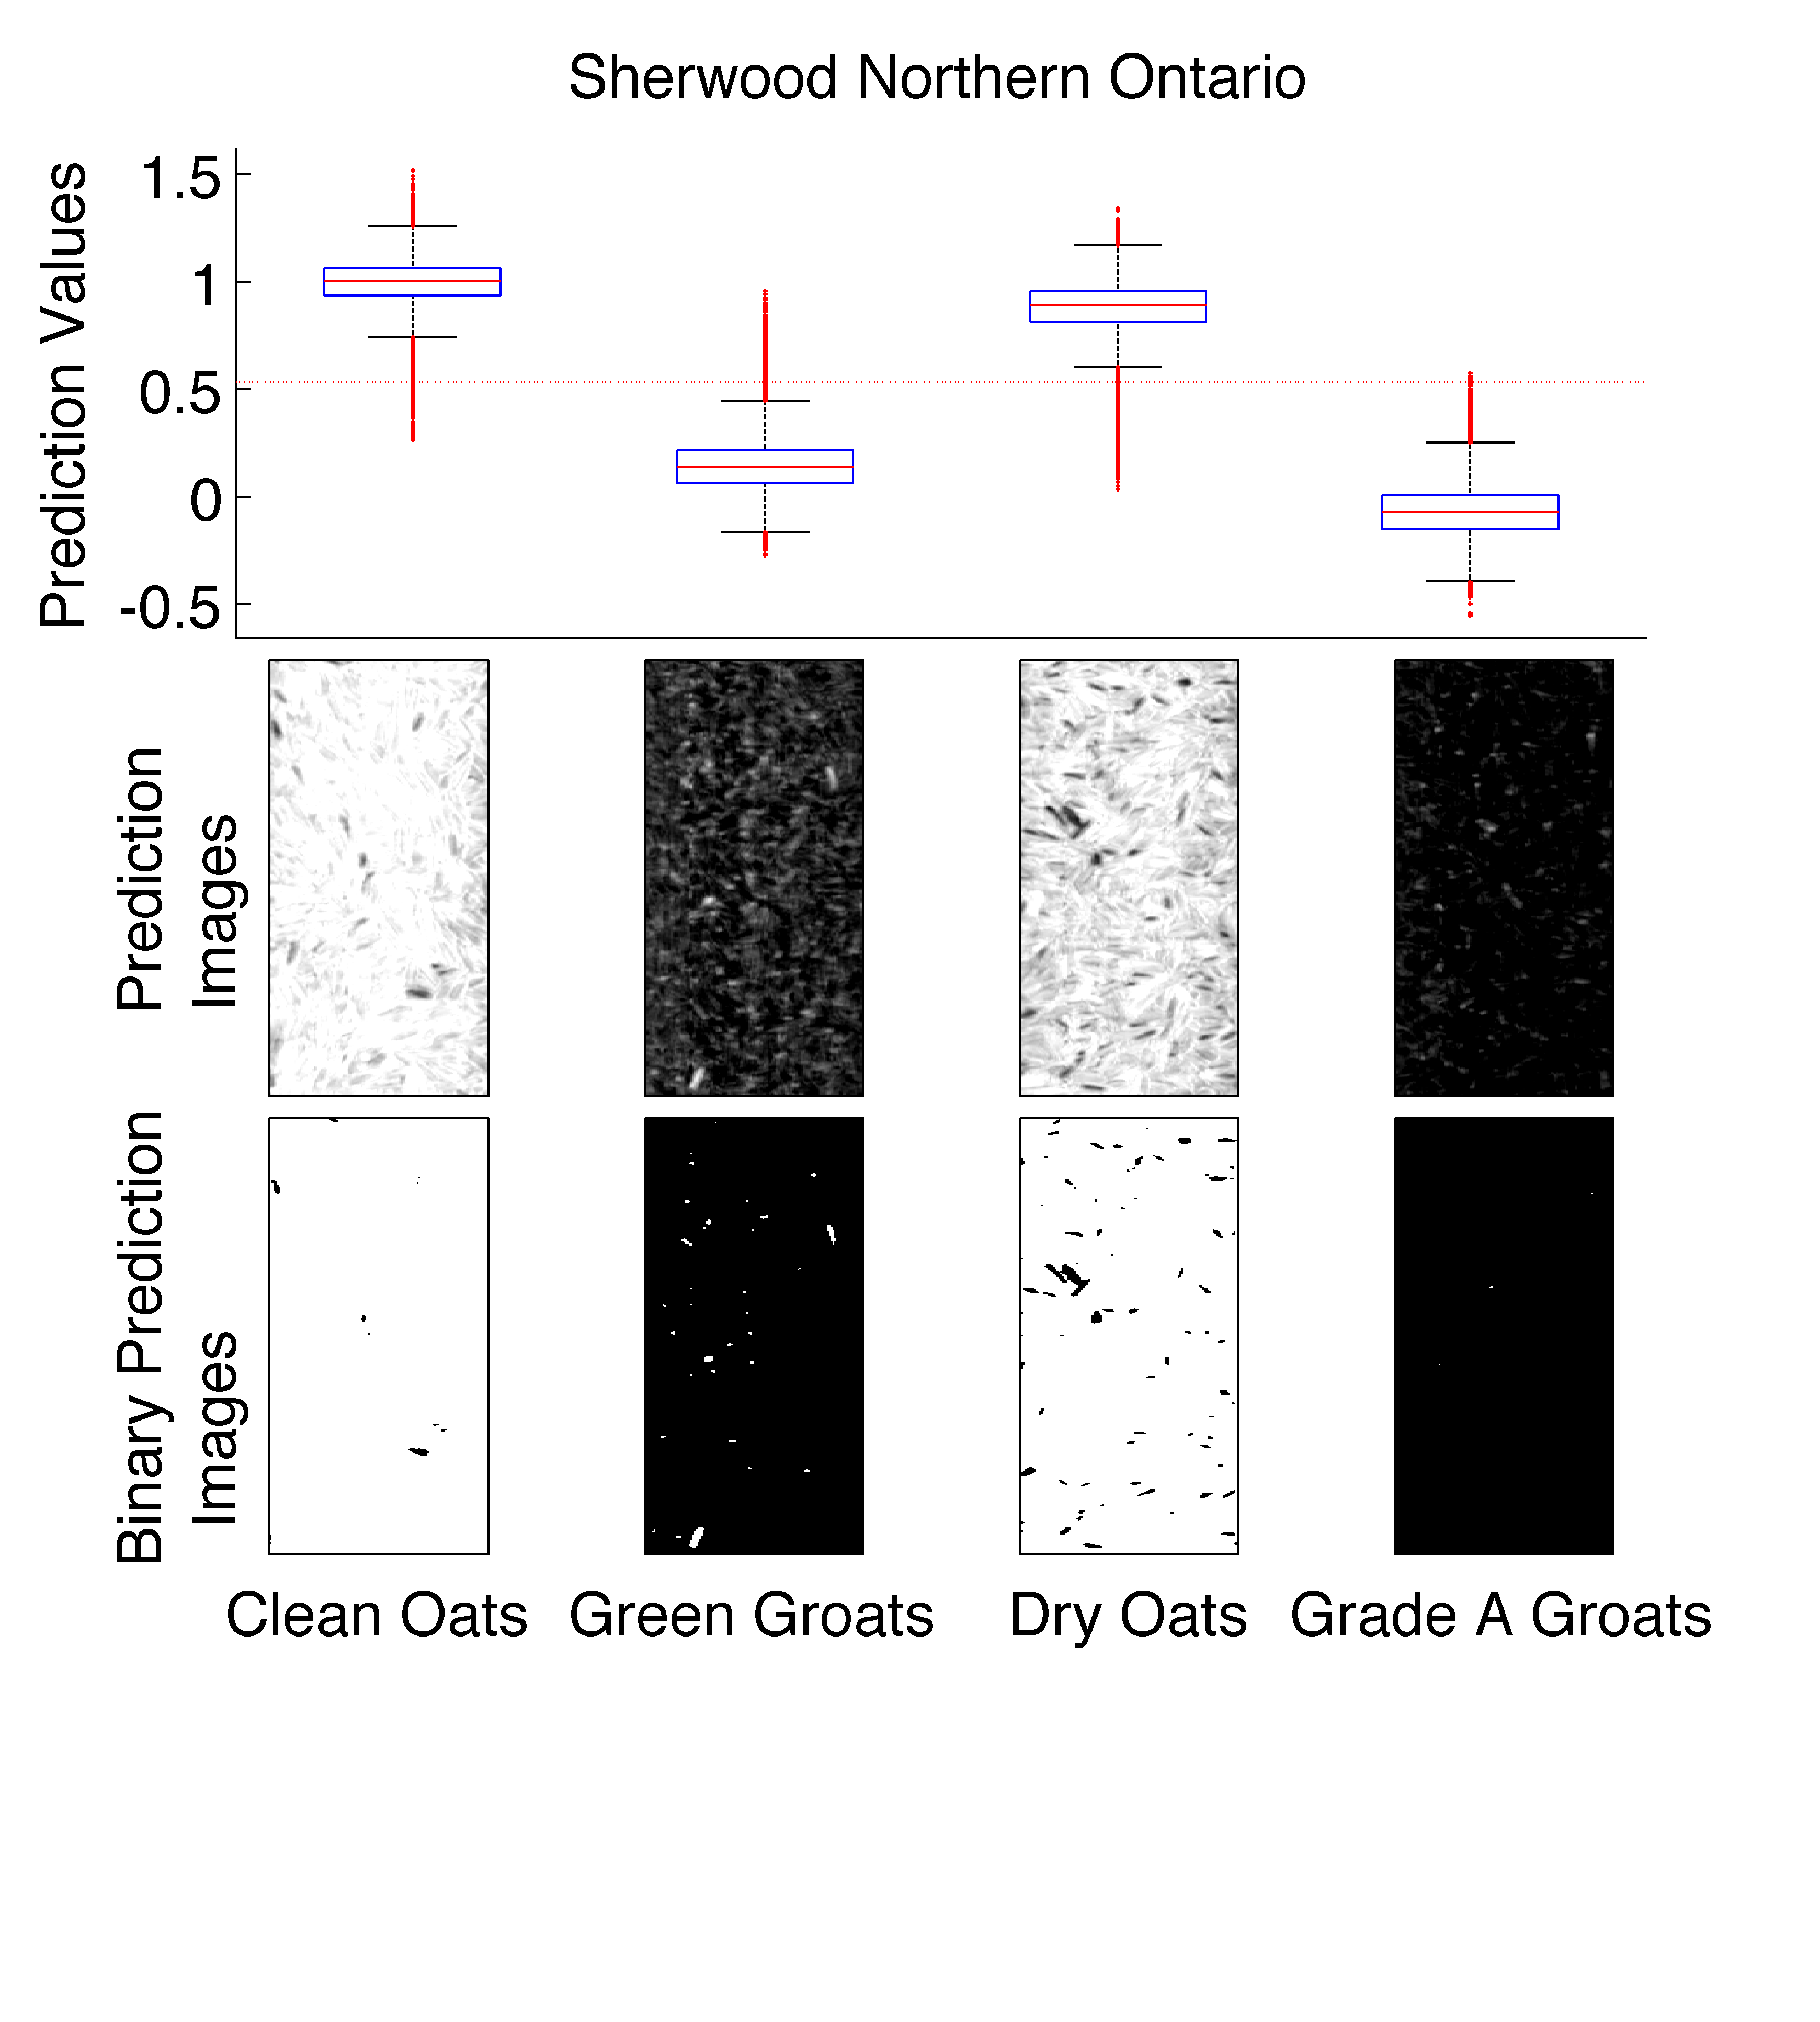 Sherwood Northern Ontario
Prediction Values
1.5
1
0.5
0
-0.5
Prediction
Images
Binary Prediction
Images
Clean Oats
Green Groats
Dry Oats
Grade A Groats